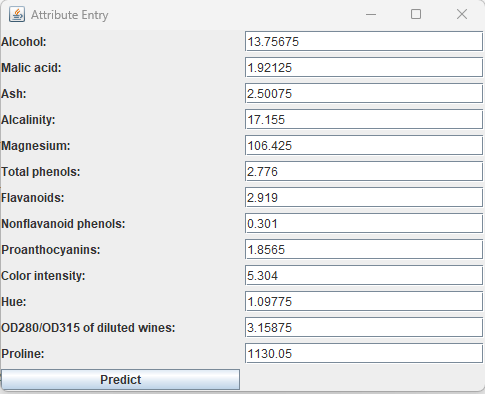 Attribute Entry
Alcohol: 13.75675
Malic acid: 1.92125
Ash: 2.50075
Alcalinity: 17.155
Magnesium: 106.425
Total phenols: 2.776
Flavanoids: 2.919
Nonflavanoid phenols: 0.301
Proanthocyanins: 1.8565
Color intensity: 5.304
Hue: 1.09775
OD280/OD315 of diluted wines: 3.15875
Proline: 1130.05
Predict